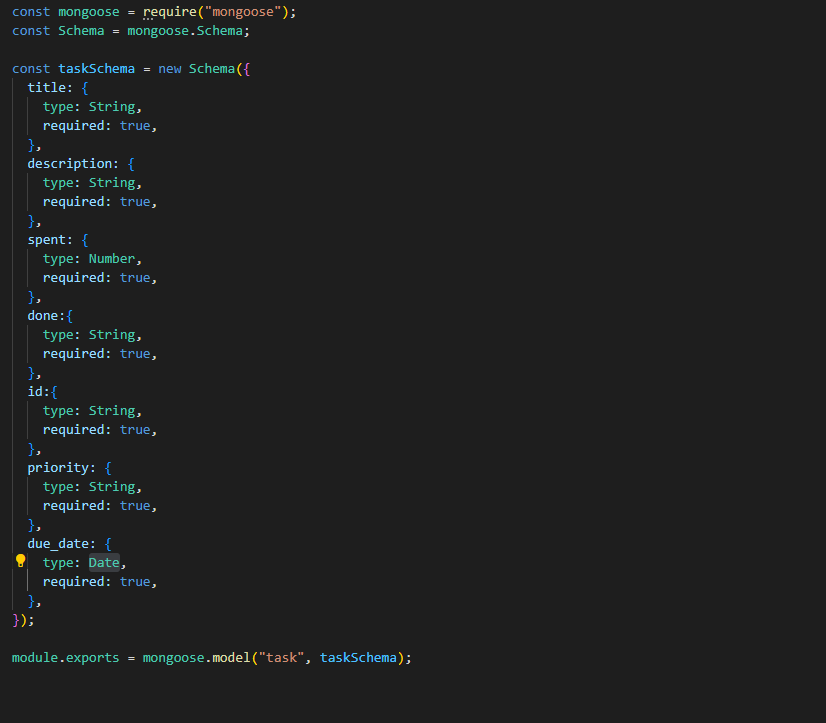 const mongoose = require("mongoose");
const Schema = mongoose.Schema;

const taskSchema = new Schema({
  title: {
    type: String,
    required: true,
  },
  description: {
    type: String,
    required: true,
  },
  spent: {
    type: Number,
    required: true,
  },
  done:{
    type: String,
    required: true,
  },
  id:{
    type: String,
    required: true,
  },
  priority: {
    type: String,
    required: true,
  },
  due_date: {
    type: Date,
    required: true,
  },
});

module.exports = mongoose.model("task", taskSchema);